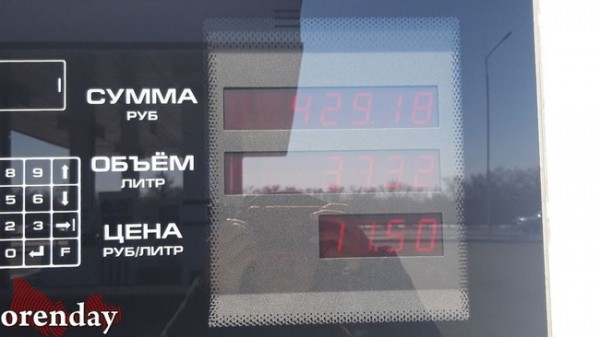 СУММА
РУБ
429.18
8 9
ОБЪЁМ
ЛИТР
37.32
5 6
2 3
ЦЕНА
РУБ/ЛИТР
11.50
0 F
orenday